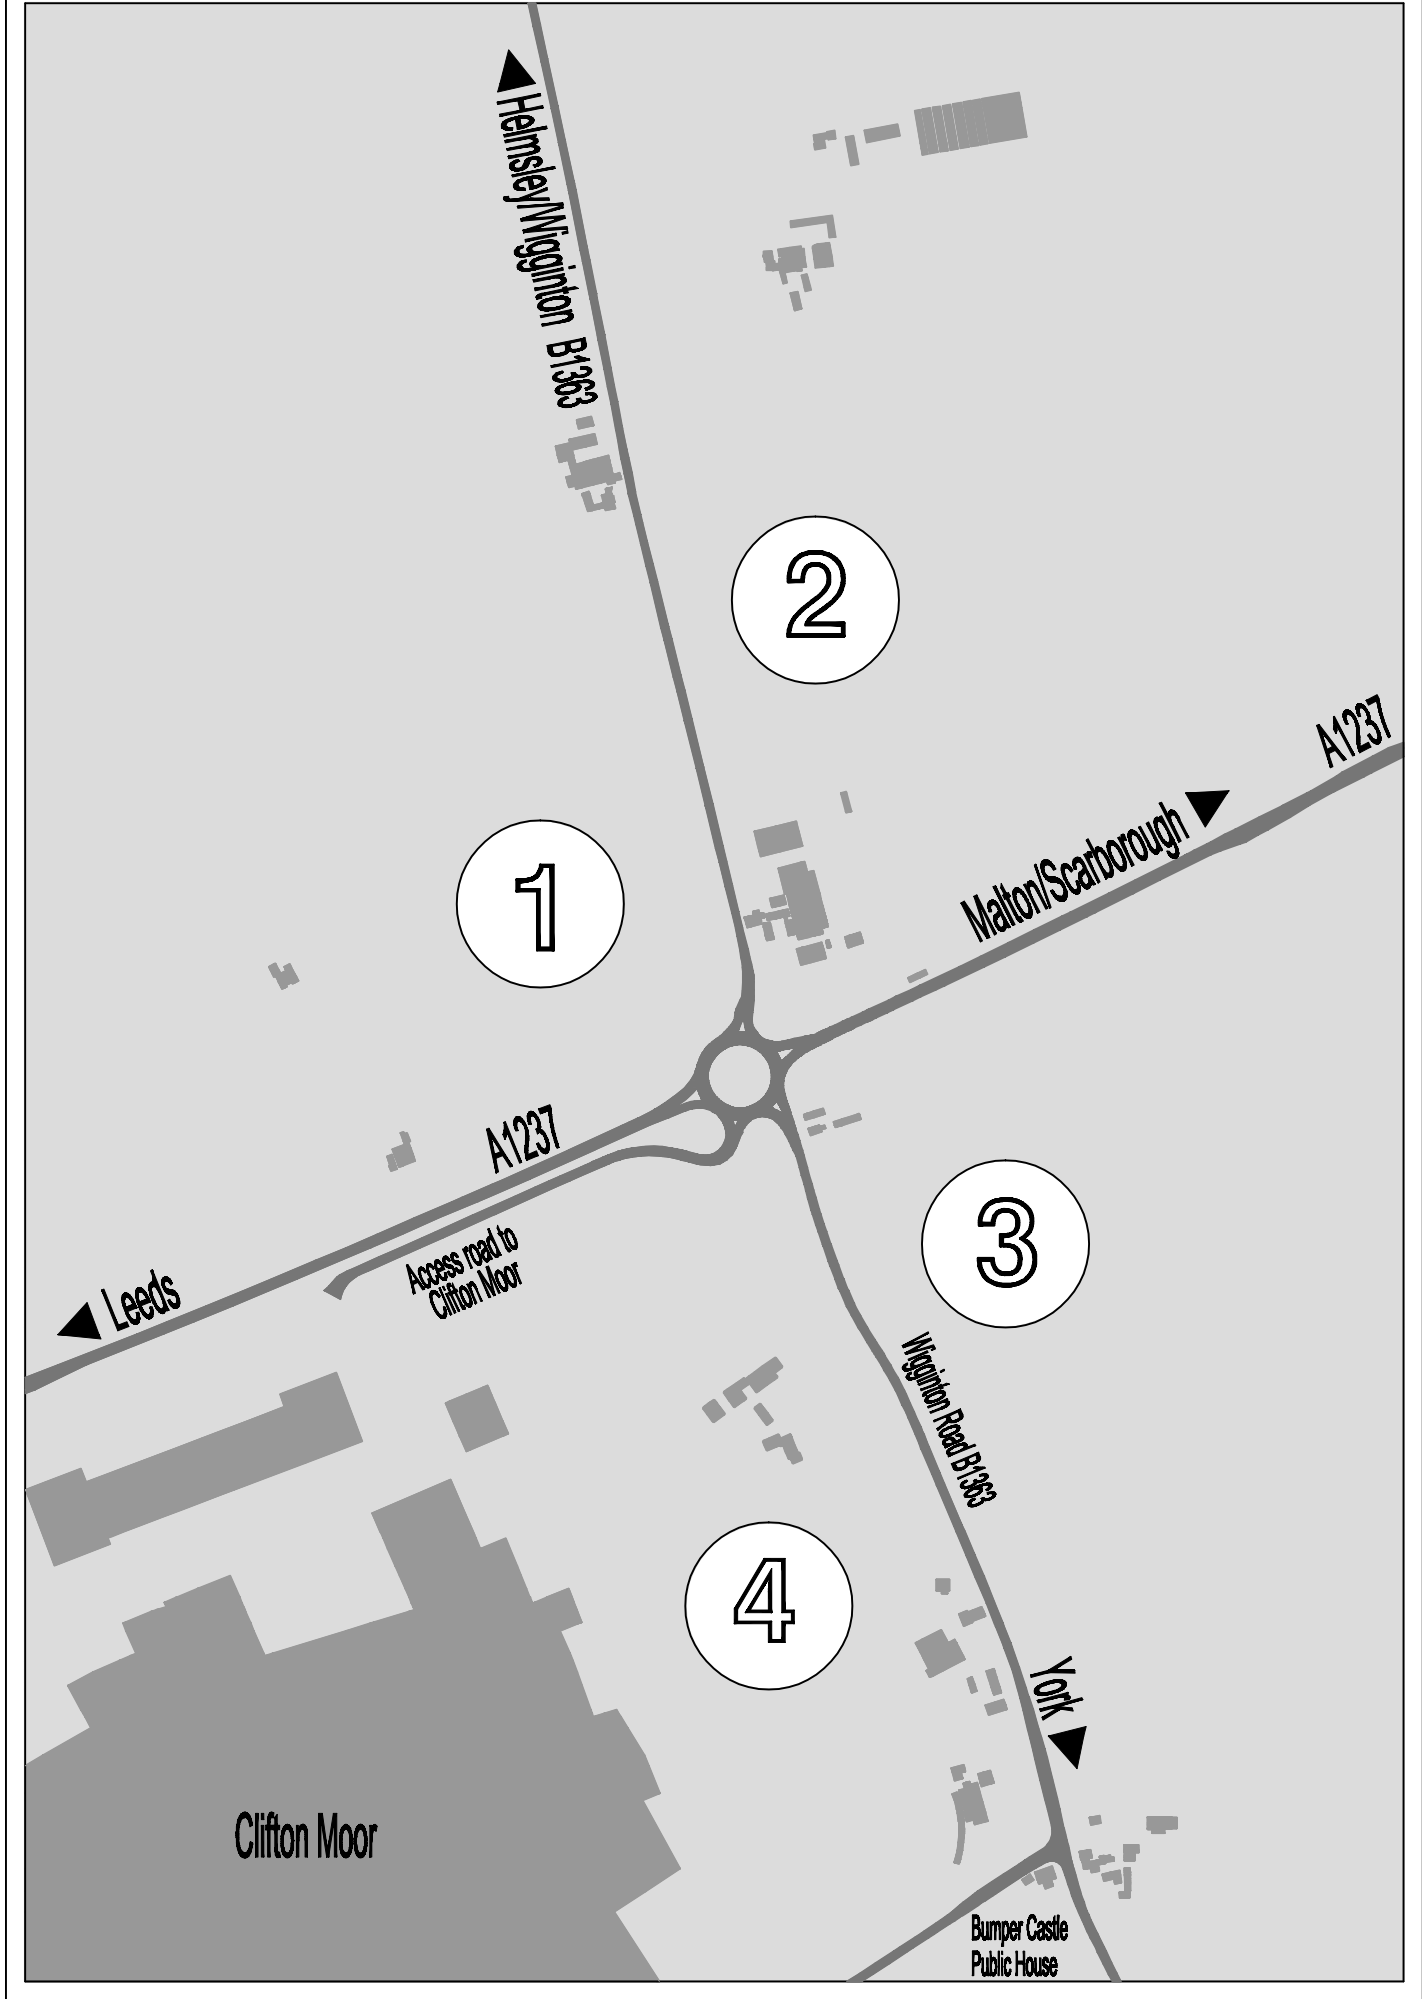 Helmsley/Wigginton B1363
2
A1237
Malton/Scarborough
1
A1237
Access road to
Clifton Moor
Leeds
3
Wigginton Road B1363
4
York
Clifton Moor
Bumper Castle
Public House